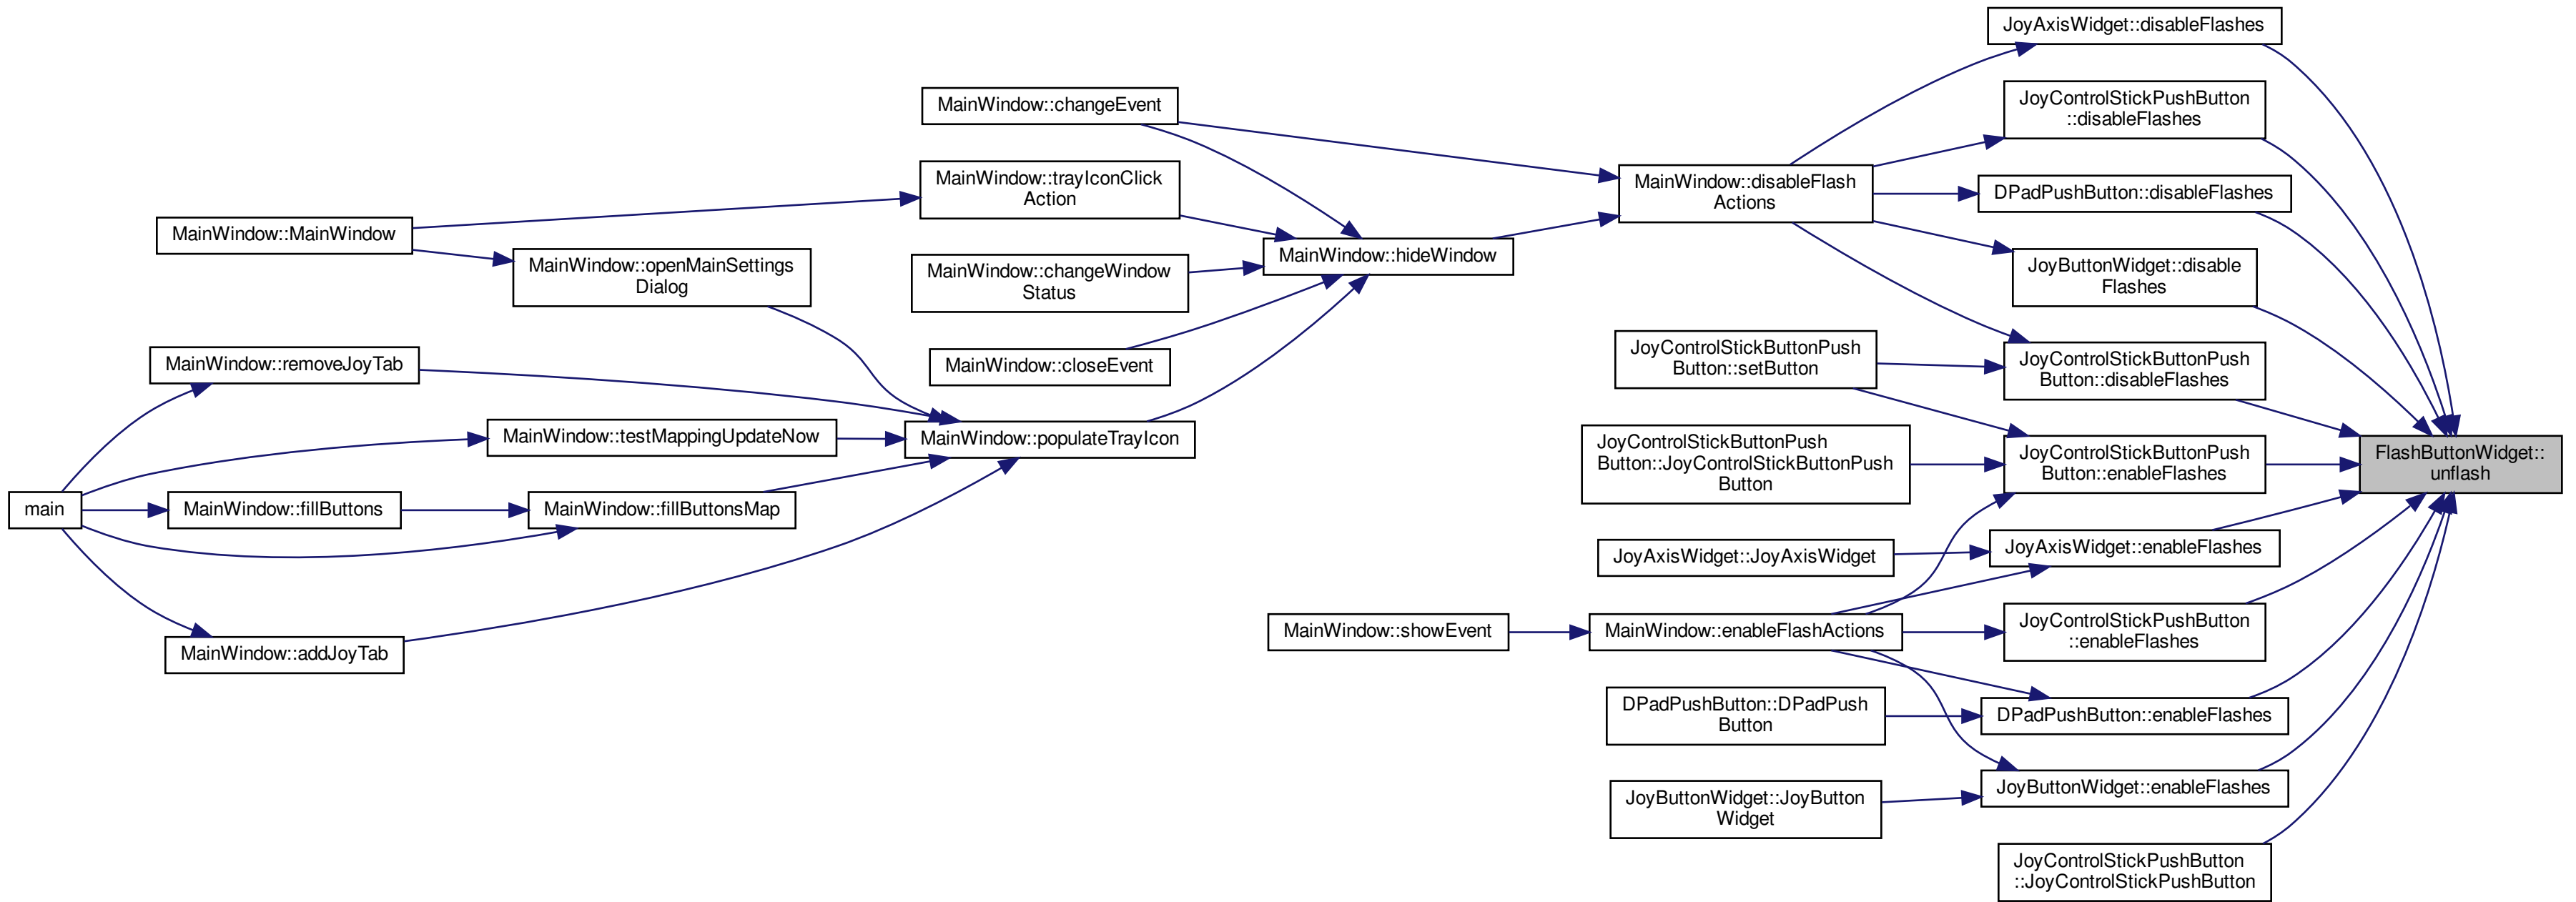 JoyAxisWidget::disableFlashes
JoyControlStickPushButton
::disableFlashes
MainWindow::changeEvent
MainWindow::trayIconClick
Action
MainWindow::disableFlash
Actions
DPadPushButton::disableFlashes
MainWindow::MainWindow
MainWindow::openMainSettings
Dialog
MainWindow::changeWindow
Status
MainWindow::hideWindow
JoyButtonWidget::disable
Flashes
MainWindow::removeJoyTab
MainWindow::closeEvent
JoyControlStickButtonPush
Button::setButton
JoyControlStickButtonPush
Button::disableFlashes
MainWindow::testMappingUpdateNow
MainWindow::populateTrayIcon
JoyControlStickButtonPush
Button::JoyControlStickButtonPush
Button
JoyControlStickButtonPush
Button::enableFlashes
FlashButtonWidget::
unflash
main
MainWindow::fillButtons
MainWindow::fillButtonsMap
JoyAxisWidget::JoyAxisWidget
JoyAxisWidget::enableFlashes
MainWindow::addJoyTab
MainWindow::showEvent
MainWindow::enableFlashActions
JoyControlStickPushButton
::enableFlashes
DPadPushButton::DPadPush
Button
DPadPushButton::enableFlashes
JoyButtonWidget::JoyButton
Widget
JoyButtonWidget::enableFlashes
JoyControlStickPushButton
::JoyControlStickPushButton